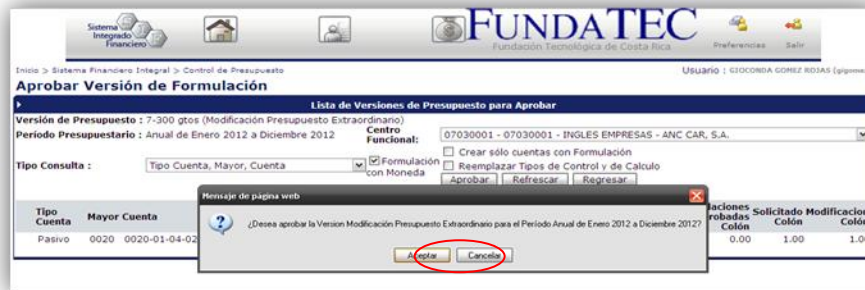 Sistema
Integrado
Financiero
FUNDATEC
Fundación Tecnológica de Costa Rica
Preferencias
Salir
Inicio > Sistema Financiero Integral > Control de Presupuesto
Usuario : GIOCONDA GOMEZ ROJAS
Aprobar Versión de Formulación
Lista de Versiones de Presupuesto para Aprobar
Versión de Presupuesto : 7-300 gtos (Modificación Presupuesto Extraordinario)
Período Presupuestario : Anual de Enero 2012 a Diciembre 2012
Centro
Funcional:
07030001 - 07030001 - INGLES EMPRESAS - ANC CAR, S.A.
Crear sólo cuentas con Formulación
Tipo Consulta :
Tipo Cuenta, Mayor, Cuenta
Formulación
con Moneda
Reemplazar Tipos de Control y de Calculo
Aprobar
Refrescar
Regresar
Mensaje de página web
¿Desea aprobar la Version Modificación Presupuesto Extraordinario para el Período Anual de Enero 2012 a Diciembre 2012?
Aceptar
Cancelar
Tipo
Cuenta
Mayor
Cuenta
laciones
robadas
Colón
Solicitado
Colón
Modificacion
Colón
Pasivo
0020
0020-01-04-02
0.00
1.00
1.0